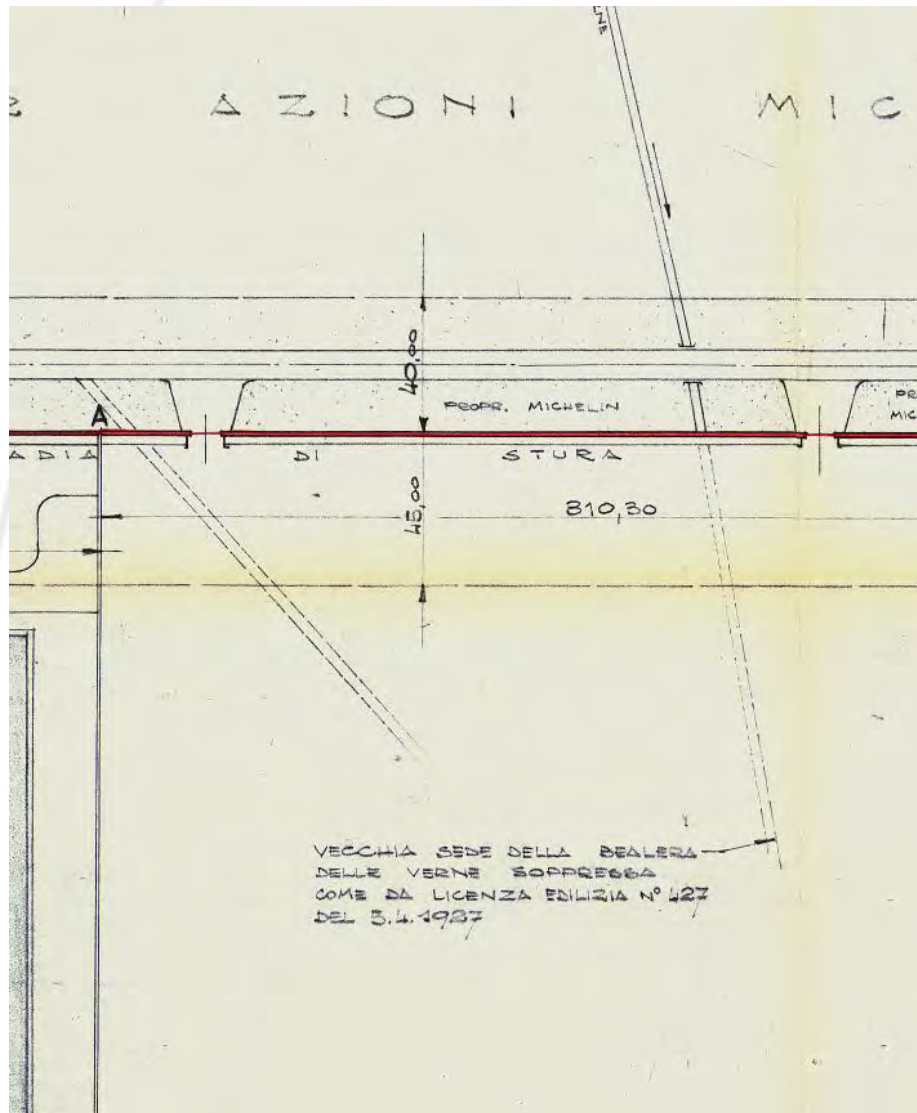 AZIONI MIC
40,00
PROPR. MICHELIN
PR
MIC
A
ADIA DI STURA
45,00
810,30
VECCHIA SEDE DELLA BEALERA
DELLE VERNE SOPPRESSA
COME DA LICENZA EDILIZIA N° 427
DEL 3.4.1927